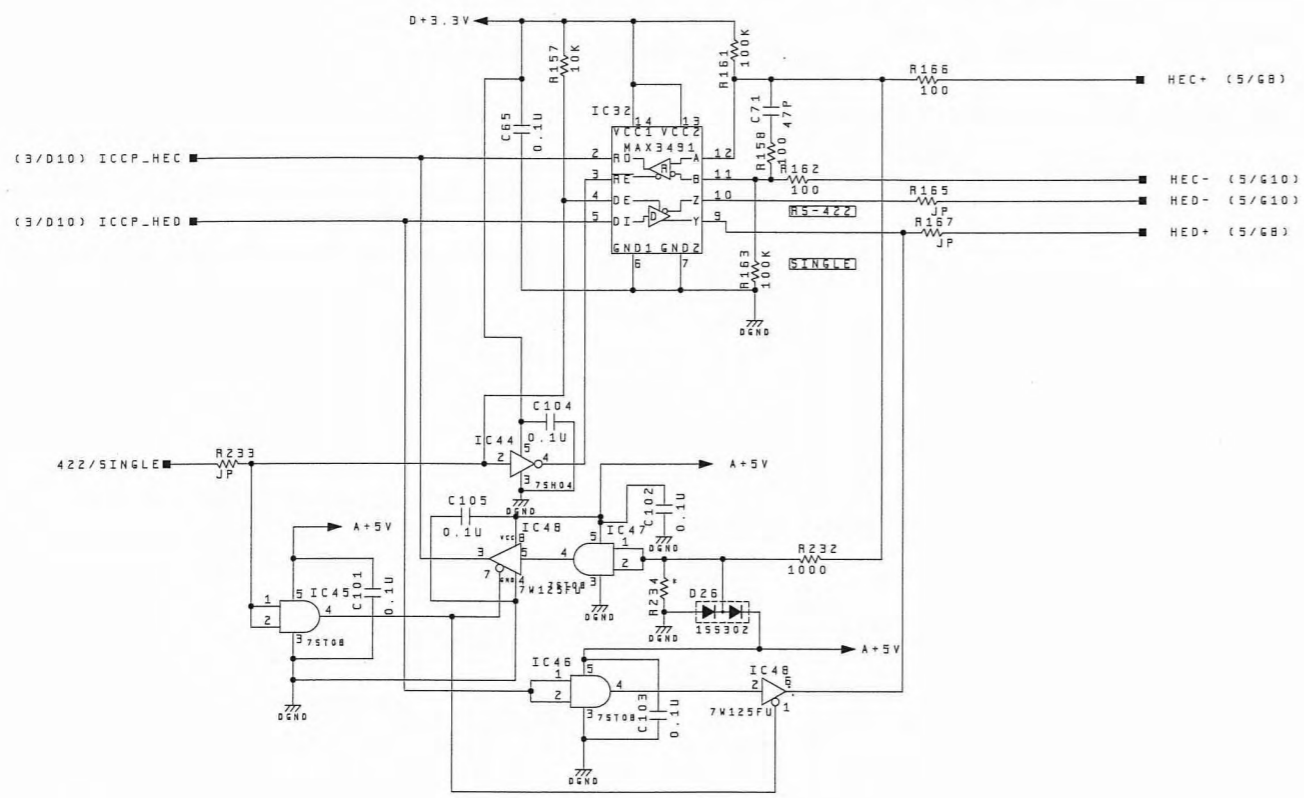 D+3.3V
R157
10K
R161
100K
R166
100
HEC+ (5/G8)
C65
0.1U
IC32
14
13
VCC1 VCC2
MAX3491
C71
47P
R158
100
(3/D10) ICCP_HEC
2
RO
R
A
12
3
RE
B
11
R162
100
HEC- (5/G10)
4
DE
Z
10
R165
JP
HED- (5/G10)
(3/D10) ICCP_HED
5
DI
D
Y
9
RS-422
R167
JP
HED+ (5/G8)
GND1 GND2
6
7
R163
100K
SINGLE
DGND
C104
0.1U
IC44
5
2
4
3
7SH04
DGND
422/SINGLE
R233
JP
A+5V
C105
0.1U
IC48
VCC
8
3
5
7
GND
4
7W125FU
C102
0.1U
DGND
IC47
5
4
1
2
3
7ST08
DGND
R232
1000
R234
*
DGND
D26
1SS302
A+5V
A+5V
C101
0.1U
IC45
5
1
2
4
3
7ST08
DGND
IC46
5
1
2
4
3
7ST08
C103
0.1U
DGND
IC48
2
6
1
7W125FU